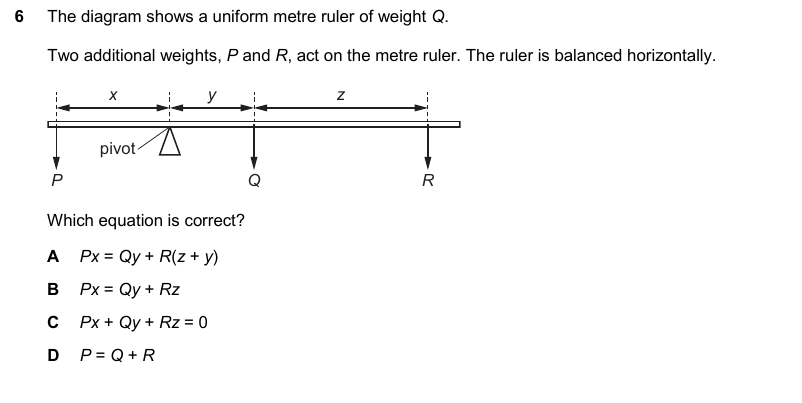 6 The diagram shows a uniform metre ruler of weight Q.
Two additional weights, P and R, act on the metre ruler. The ruler is balanced horizontally.
x y z
pivot
P Q R
Which equation is correct?
A Px = Qy + R(z + y)
B Px = Qy + Rz
C Px + Qy + Rz = 0
D P = Q + R